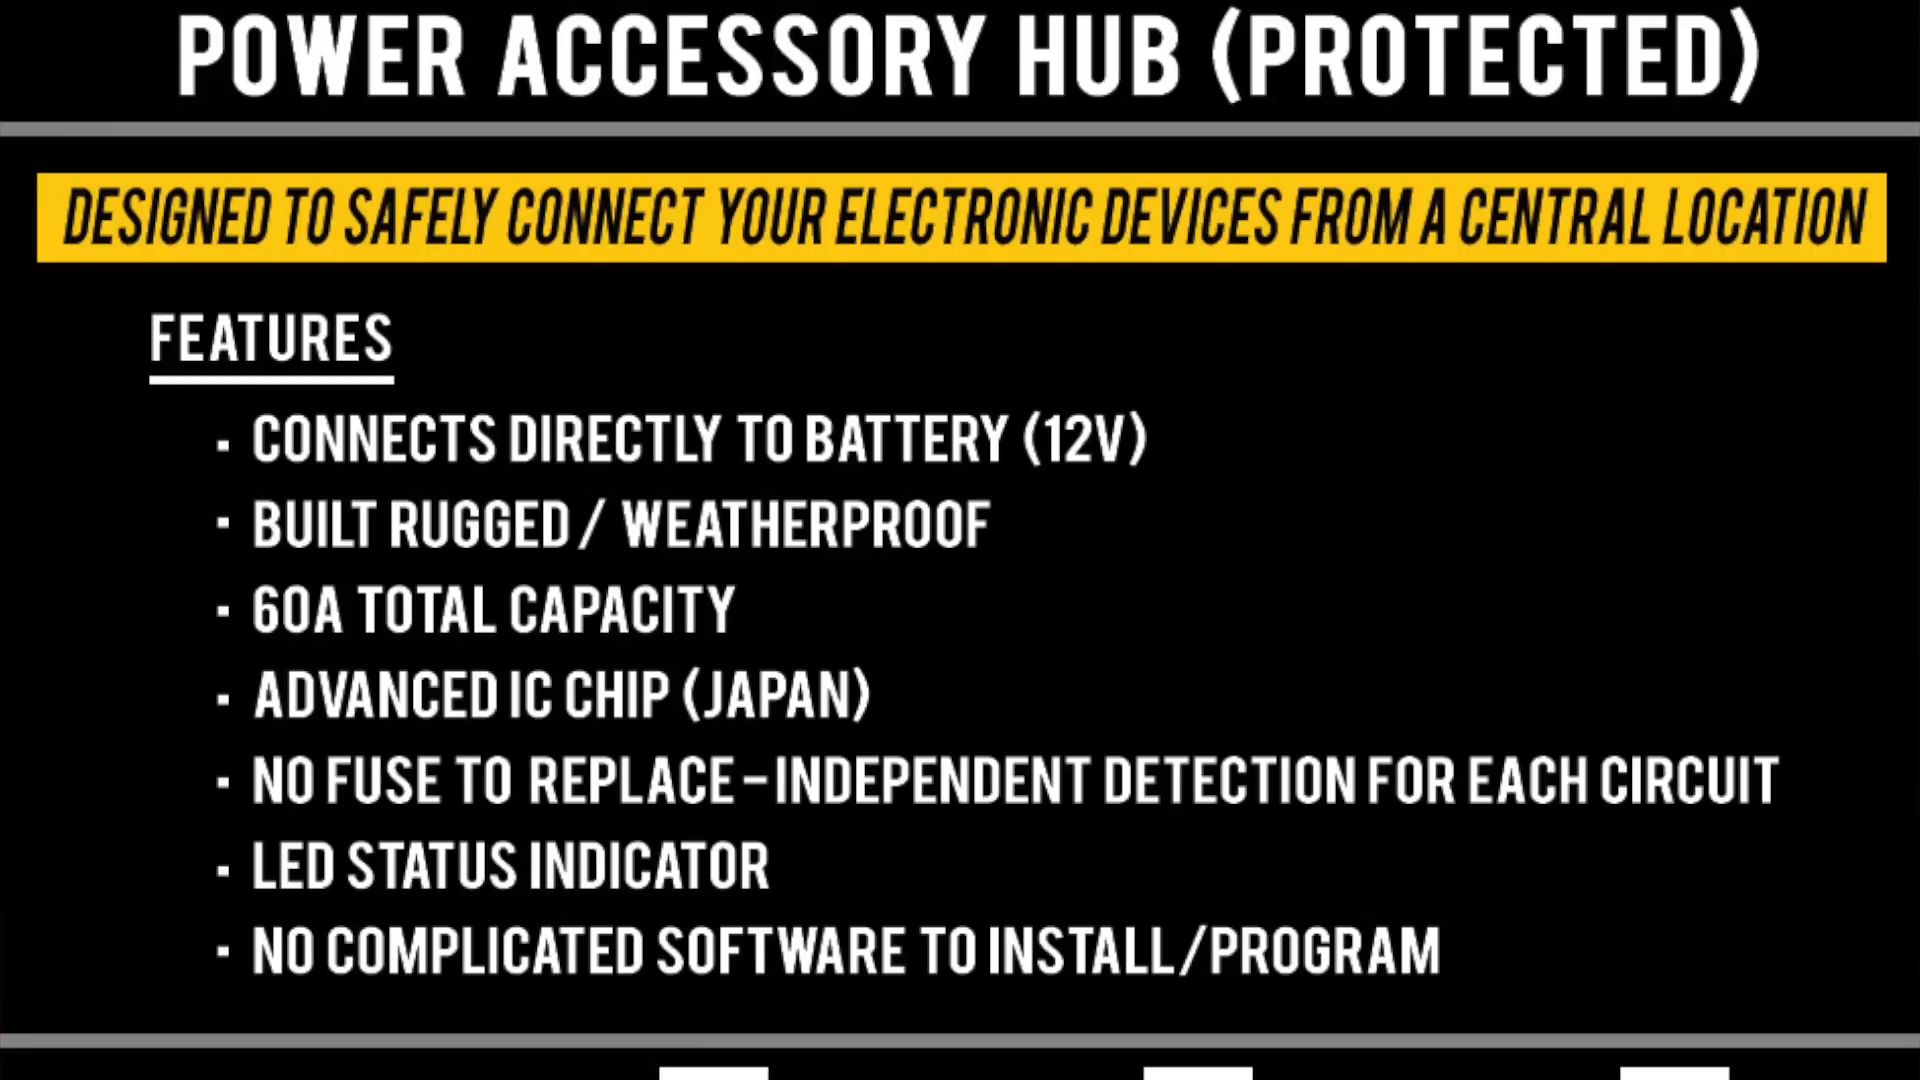 POWER ACCESSORY HUB (PROTECTED)
DESIGNED TO SAFELY CONNECT YOUR ELECTRONIC DEVICES FROM A CENTRAL LOCATION
FEATURES
- CONNECTS DIRECTLY TO BATTERY (12V)
- BUILT RUGGED / WEATHERPROOF
- 60A TOTAL CAPACITY
- ADVANCED IC CHIP (JAPAN)
- NO FUSE TO REPLACE – INDEPENDENT DETECTION FOR EACH CIRCUIT
- LED STATUS INDICATOR
- NO COMPLICATED SOFTWARE TO INSTALL/PROGRAM